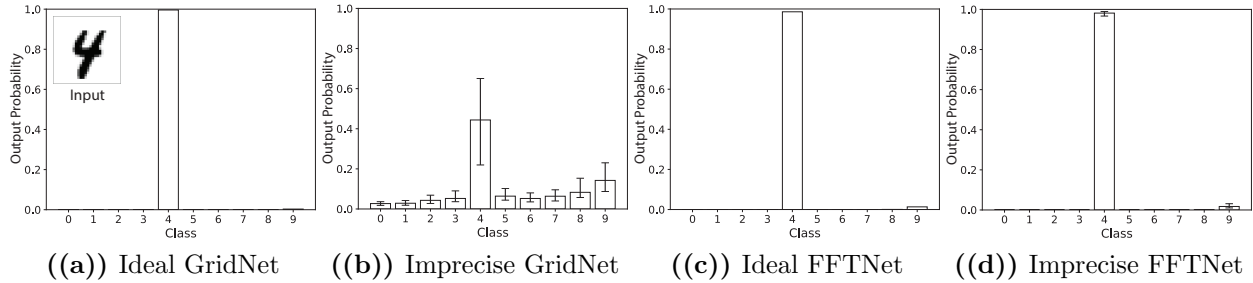 1.0
0.8
0.6
0.4
0.2
0.0
Output Probability
Input
0 1 2 3 4 5 6 7 8 9
Class
((a)) Ideal GridNet
1.0
0.8
0.6
0.4
0.2
0.0
Output Probability
0 1 2 3 4 5 6 7 8 9
Class
((b)) Imprecise GridNet
1.0
0.8
0.6
0.4
0.2
0.0
Output Probability
0 1 2 3 4 5 6 7 8 9
Class
((c)) Ideal FFTNet
1.0
0.8
0.6
0.4
0.2
0.0
Output Probability
0 1 2 3 4 5 6 7 8 9
Class
((d)) Imprecise FFTNet